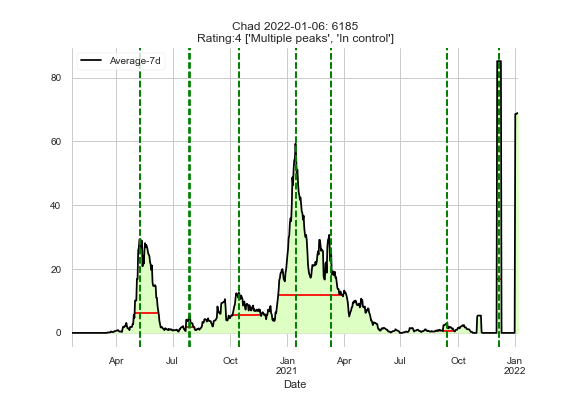 Chad 2022-01-06: 6185
Rating:4 ['Multiple peaks', 'In control']
Average-7d
80
60
40
20
0
Apr Jul Oct Jan Apr Jul Oct Jan
2021 2022
Date